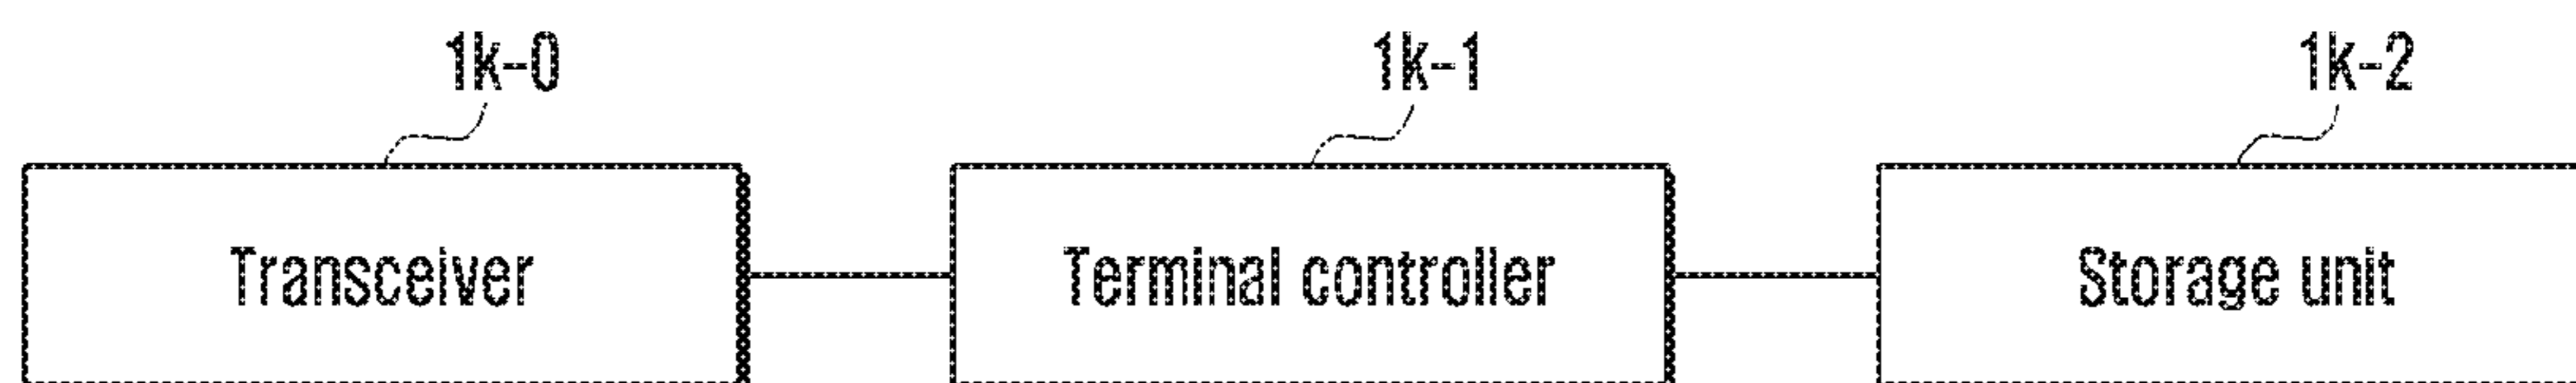 1k-0 1k-1 1k-2
Transceiver Terminal controller Storage unit